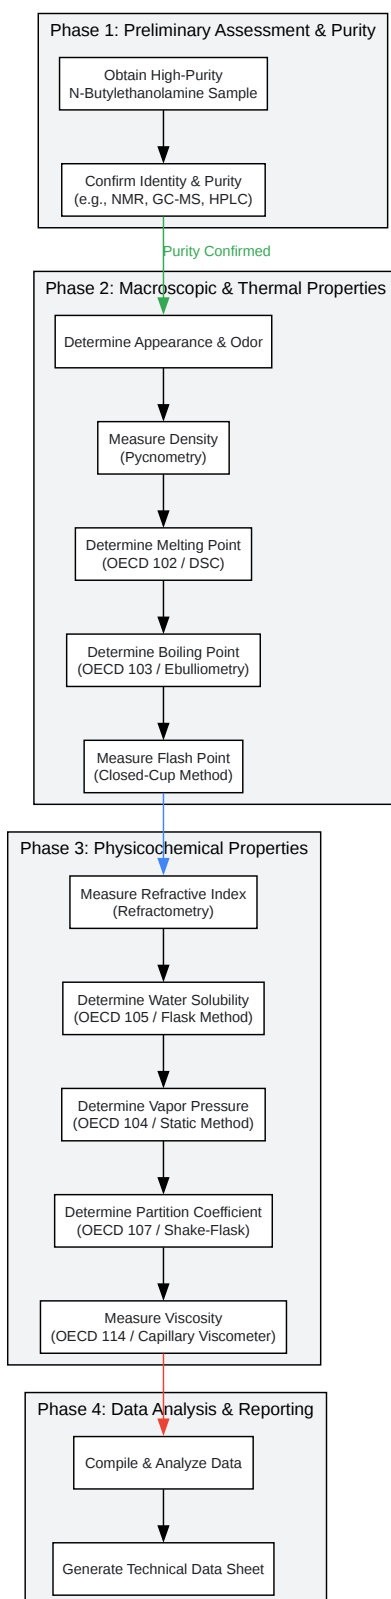 Phase 1: Preliminary Assessment & Purity
Obtain High-Purity
N-Butylethanolamine Sample
Confirm Identity & Purity
(e.g., NMR, GC-MS, HPLC)
Purity Confirmed
Phase 2: Macroscopic & Thermal Properties
Determine Appearance & Odor
Measure Density
(Pycnometry)
Determine Melting Point
(OECD 102 / DSC)
Determine Boiling Point
(OECD 103 / Ebulliometry)
Measure Flash Point
(Closed-Cup Method)
Phase 3: Physicochemical Properties
Measure Refractive Index
(Refractometry)
Determine Water Solubility
(OECD 105 / Flask Method)
Determine Vapor Pressure
(OECD 104 / Static Method)
Determine Partition Coefficient
(OECD 107 / Shake-Flask)
Measure Viscosity
(OECD 114 / Capillary Viscometer)
Phase 4: Data Analysis & Reporting
Compile & Analyze Data
Generate Technical Data Sheet